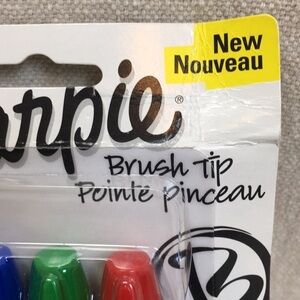 New
Nouveau
arpie®
Brush Tip
Pointe pinceau